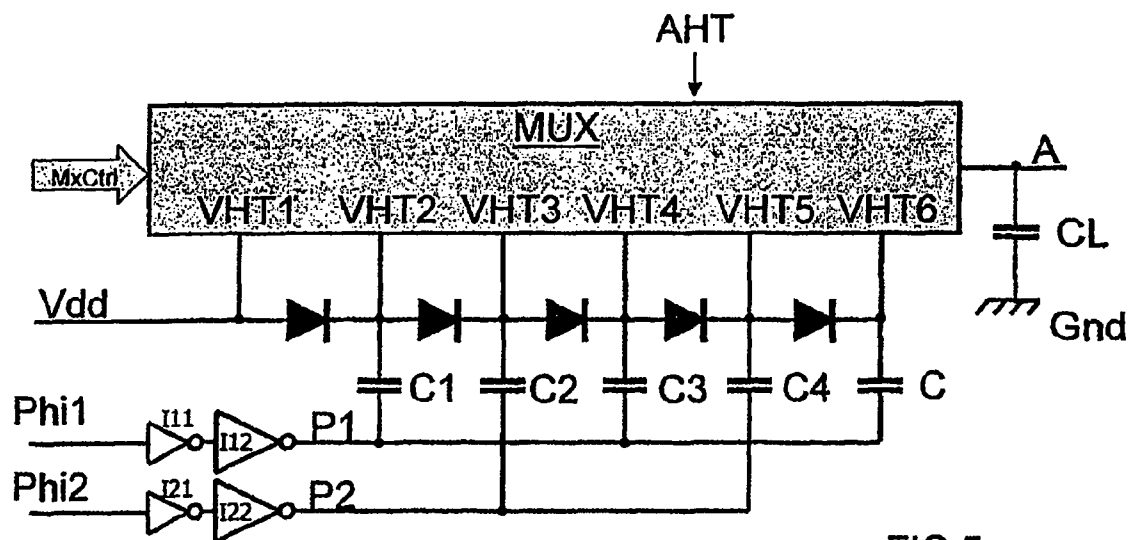 AHT
MUX
MxCtrl
A
VHT1 VHT2 VHT3 VHT4 VHT5 VHT6
CL
Vdd
Gnd
C1 C2 C3 C4 C
Phi1 I11 I12 P1
Phi2 I21 I22 P2